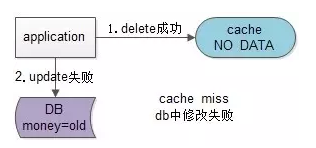 application
1.delete成功
cache
NO DATA
2.update失败
DB
money=old
cache miss
db中修改失败